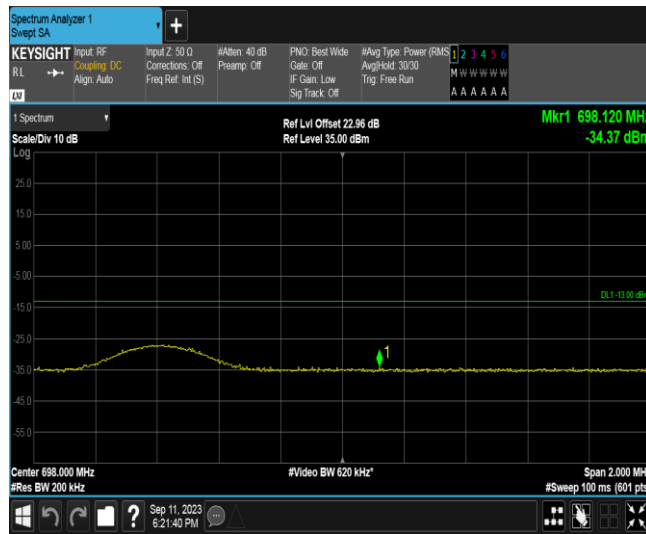 Spectrum Analyzer 1
Swept SA
KEYSIGHT Input: RF Input Z: 50 Ω #Atten: 40 dB PNO: Best Wide #Avg Type: Power (RMS 1 2 3 4 5 6
RL Coupling: DC Corrections: Off Preamp: Off Gate: Off Avg|Hold: 30/30 M W W W W W
Align: Auto Freq Ref: Int (S) IF Gain: Low Trig: Free Run
LXI Sig Track: Off A A A A A A
1 Spectrum Ref Lvl Offset 22.96 dB Mkr1 698.120 MHz
Scale/Div 10 dB Ref Level 35.00 dBm -34.37 dBm
Log
25.0
15.0
5.00
-5.00
DL1 -13.00 dBm
-15.0
-25.0
1
-35.0
-45.0
-55.0
Center 698.000 MHz #Video BW 620 kHz* Span 2.000 MH
#Res BW 200 kHz #Sweep 100 ms (601 pts
? Sep 11, 2023
6:21:40 PM